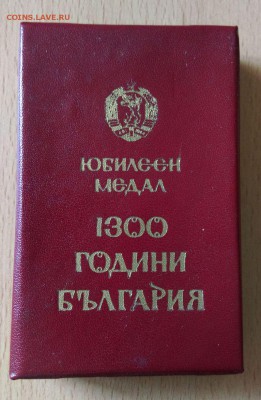 COINS.LAVE.RU
ЮБИЛЕЕН
МЕДАЛ
1300
ГОДИНИ
БЪЛГАРИЯ